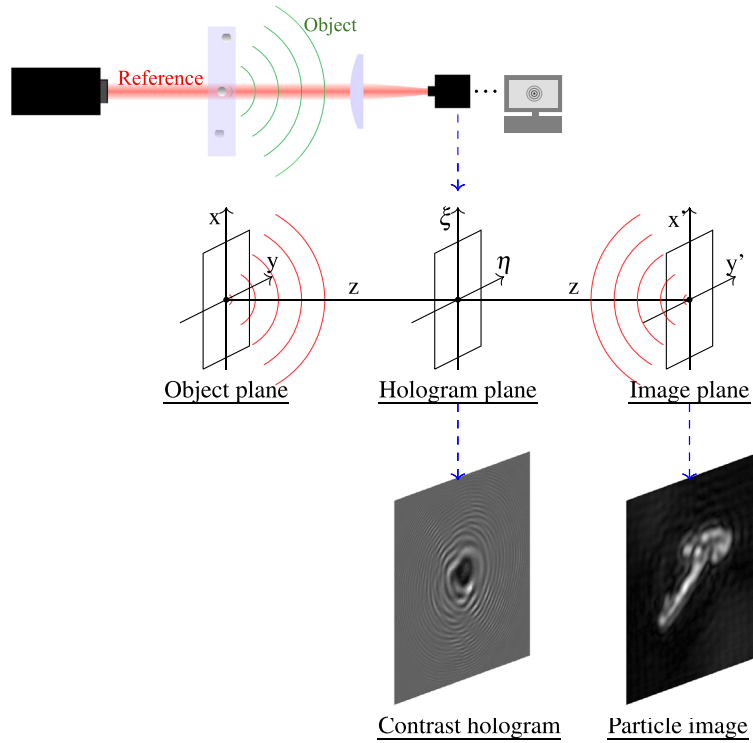 Object
Reference
...
x
y
z
ξ
η
z
x'
y'
Object plane
Hologram plane
Image plane
Contrast hologram
Particle image